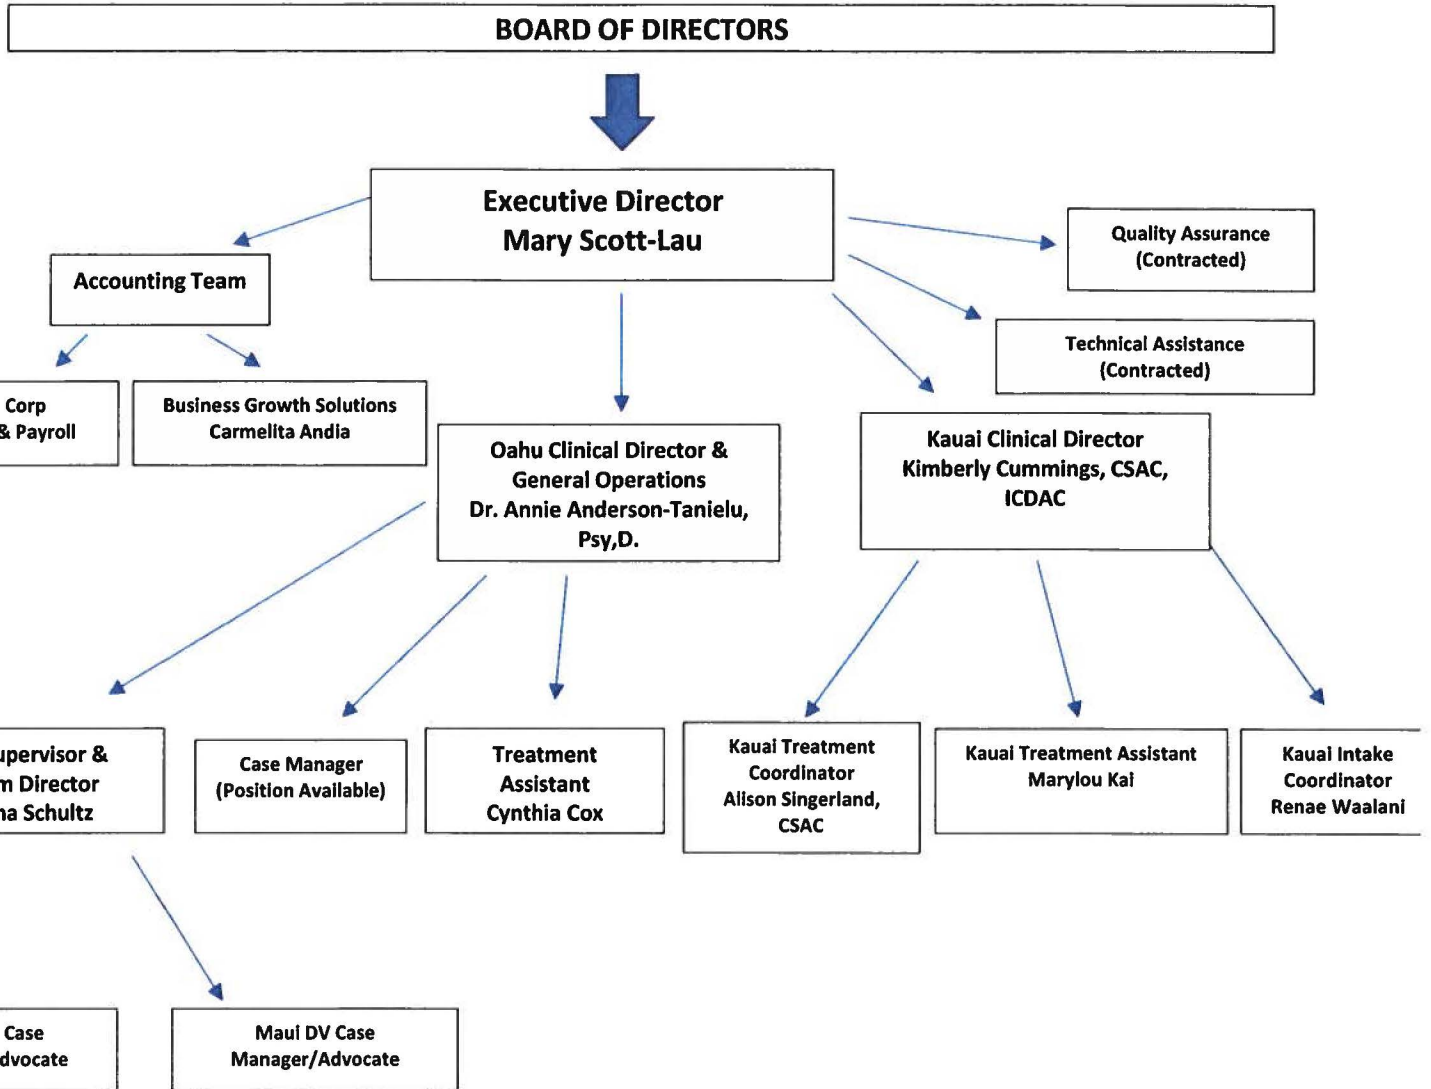 BOARD OF DIRECTORS
Executive Director
Mary Scott-Lau
Quality Assurance
(Contracted)
Accounting Team
Technical Assistance
(Contracted)
Corp
& Payroll
Business Growth Solutions
Carmelita Andia
Oahu Clinical Director &
General Operations
Dr. Annie Anderson-Tanielu,
Psy,D.
Kauai Clinical Director
Kimberly Cummings, CSAC,
ICDAC
upervisor &
m Director
na Schultz
Case Manager
(Position Available)
Treatment
Assistant
Cynthia Cox
Kauai Treatment
Coordinator
Alison Singerland,
CSAC
Kauai Treatment Assistant
Marylou Kai
Kauai Intake
Coordinator
Renae Waalani
Case
dvocate
Maui DV Case
Manager/Advocate